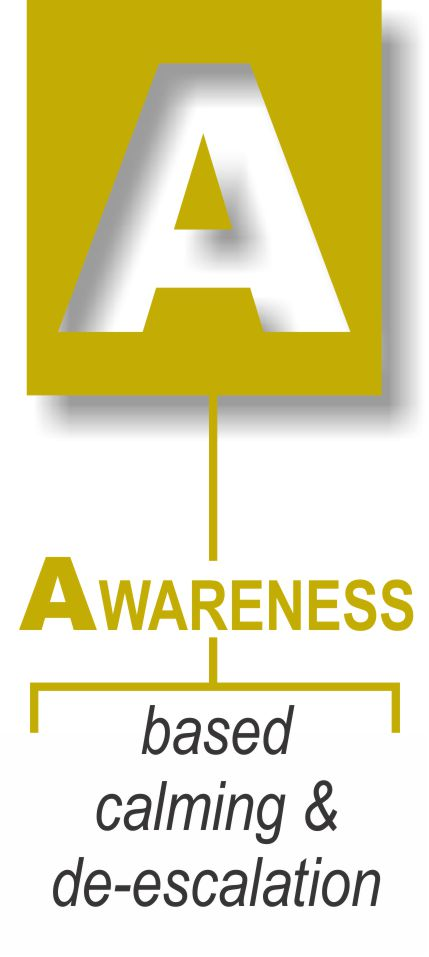 A
AWARENESS
based
calming &
de-escalation